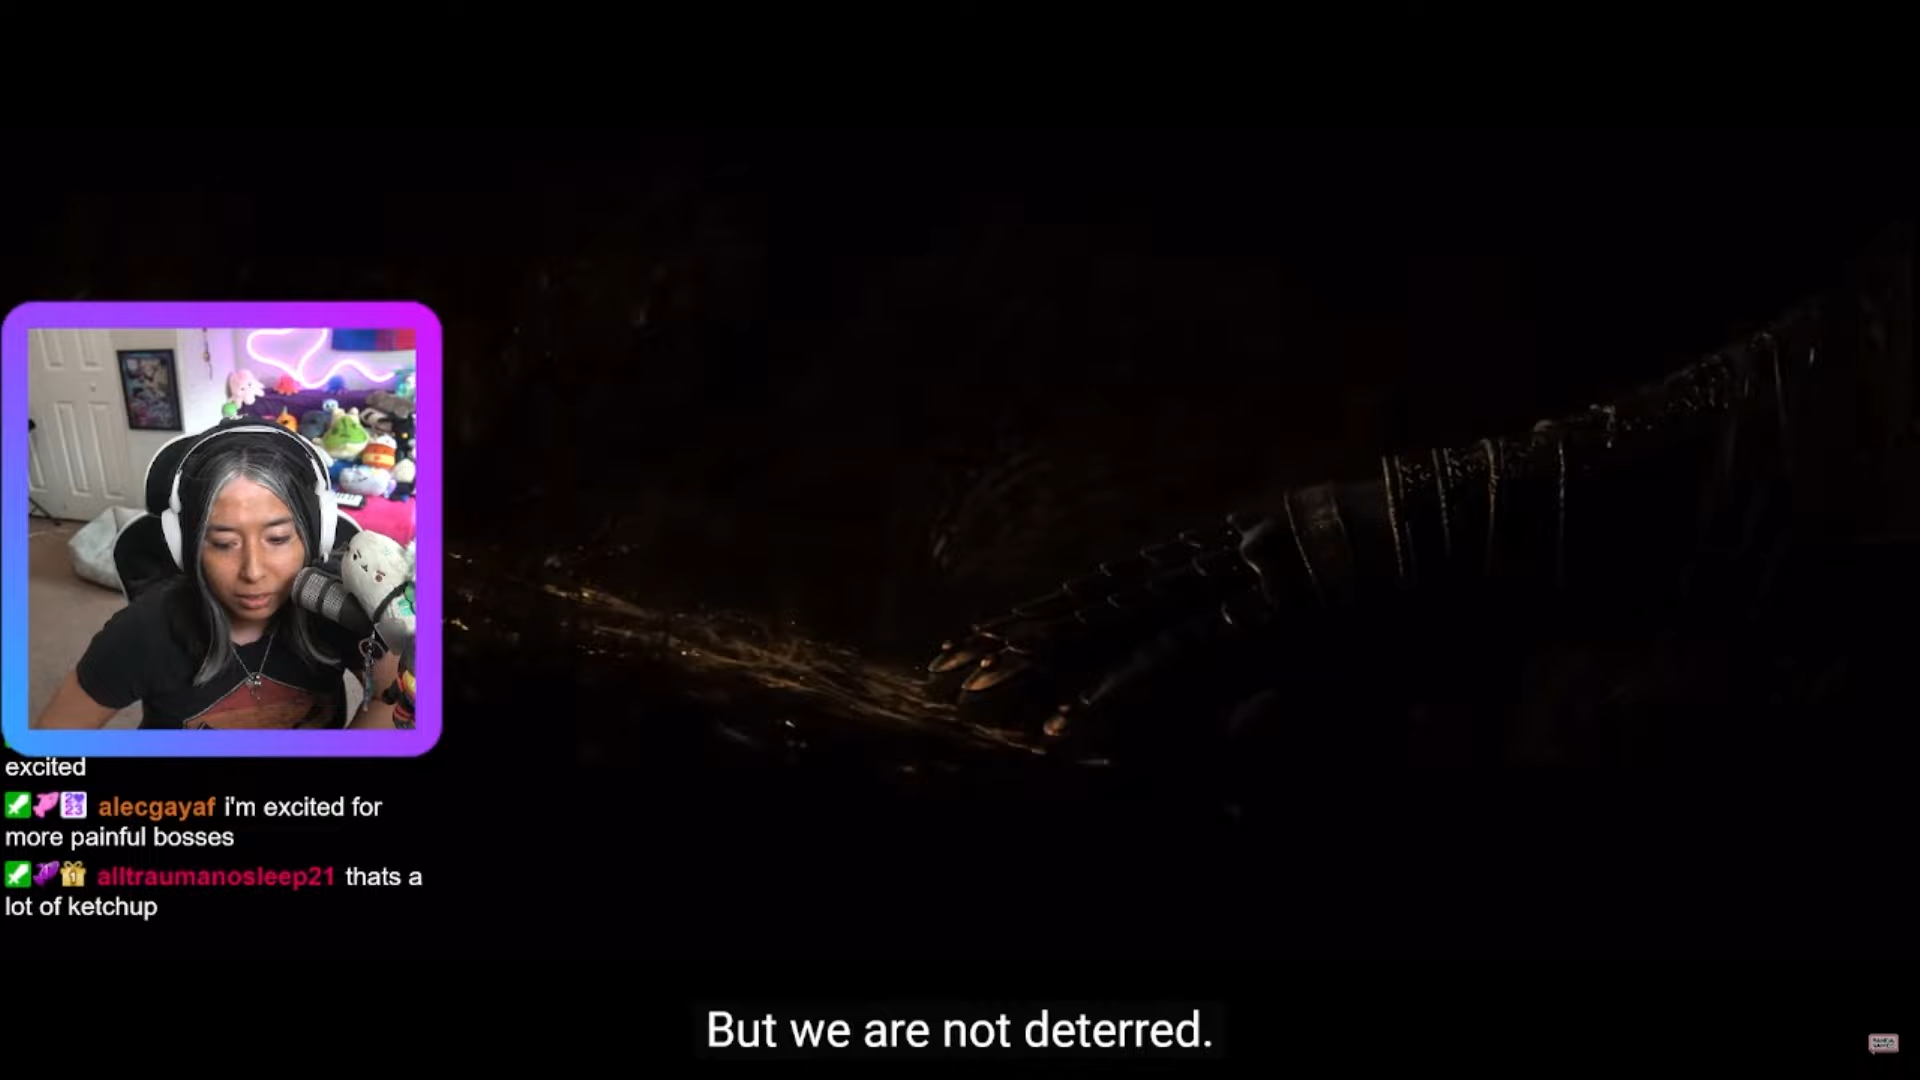 excited
alecgayaf i'm excited for
more painful bosses
alltraumanosleep21 thats a
lot of ketchup
But we are not deterred.